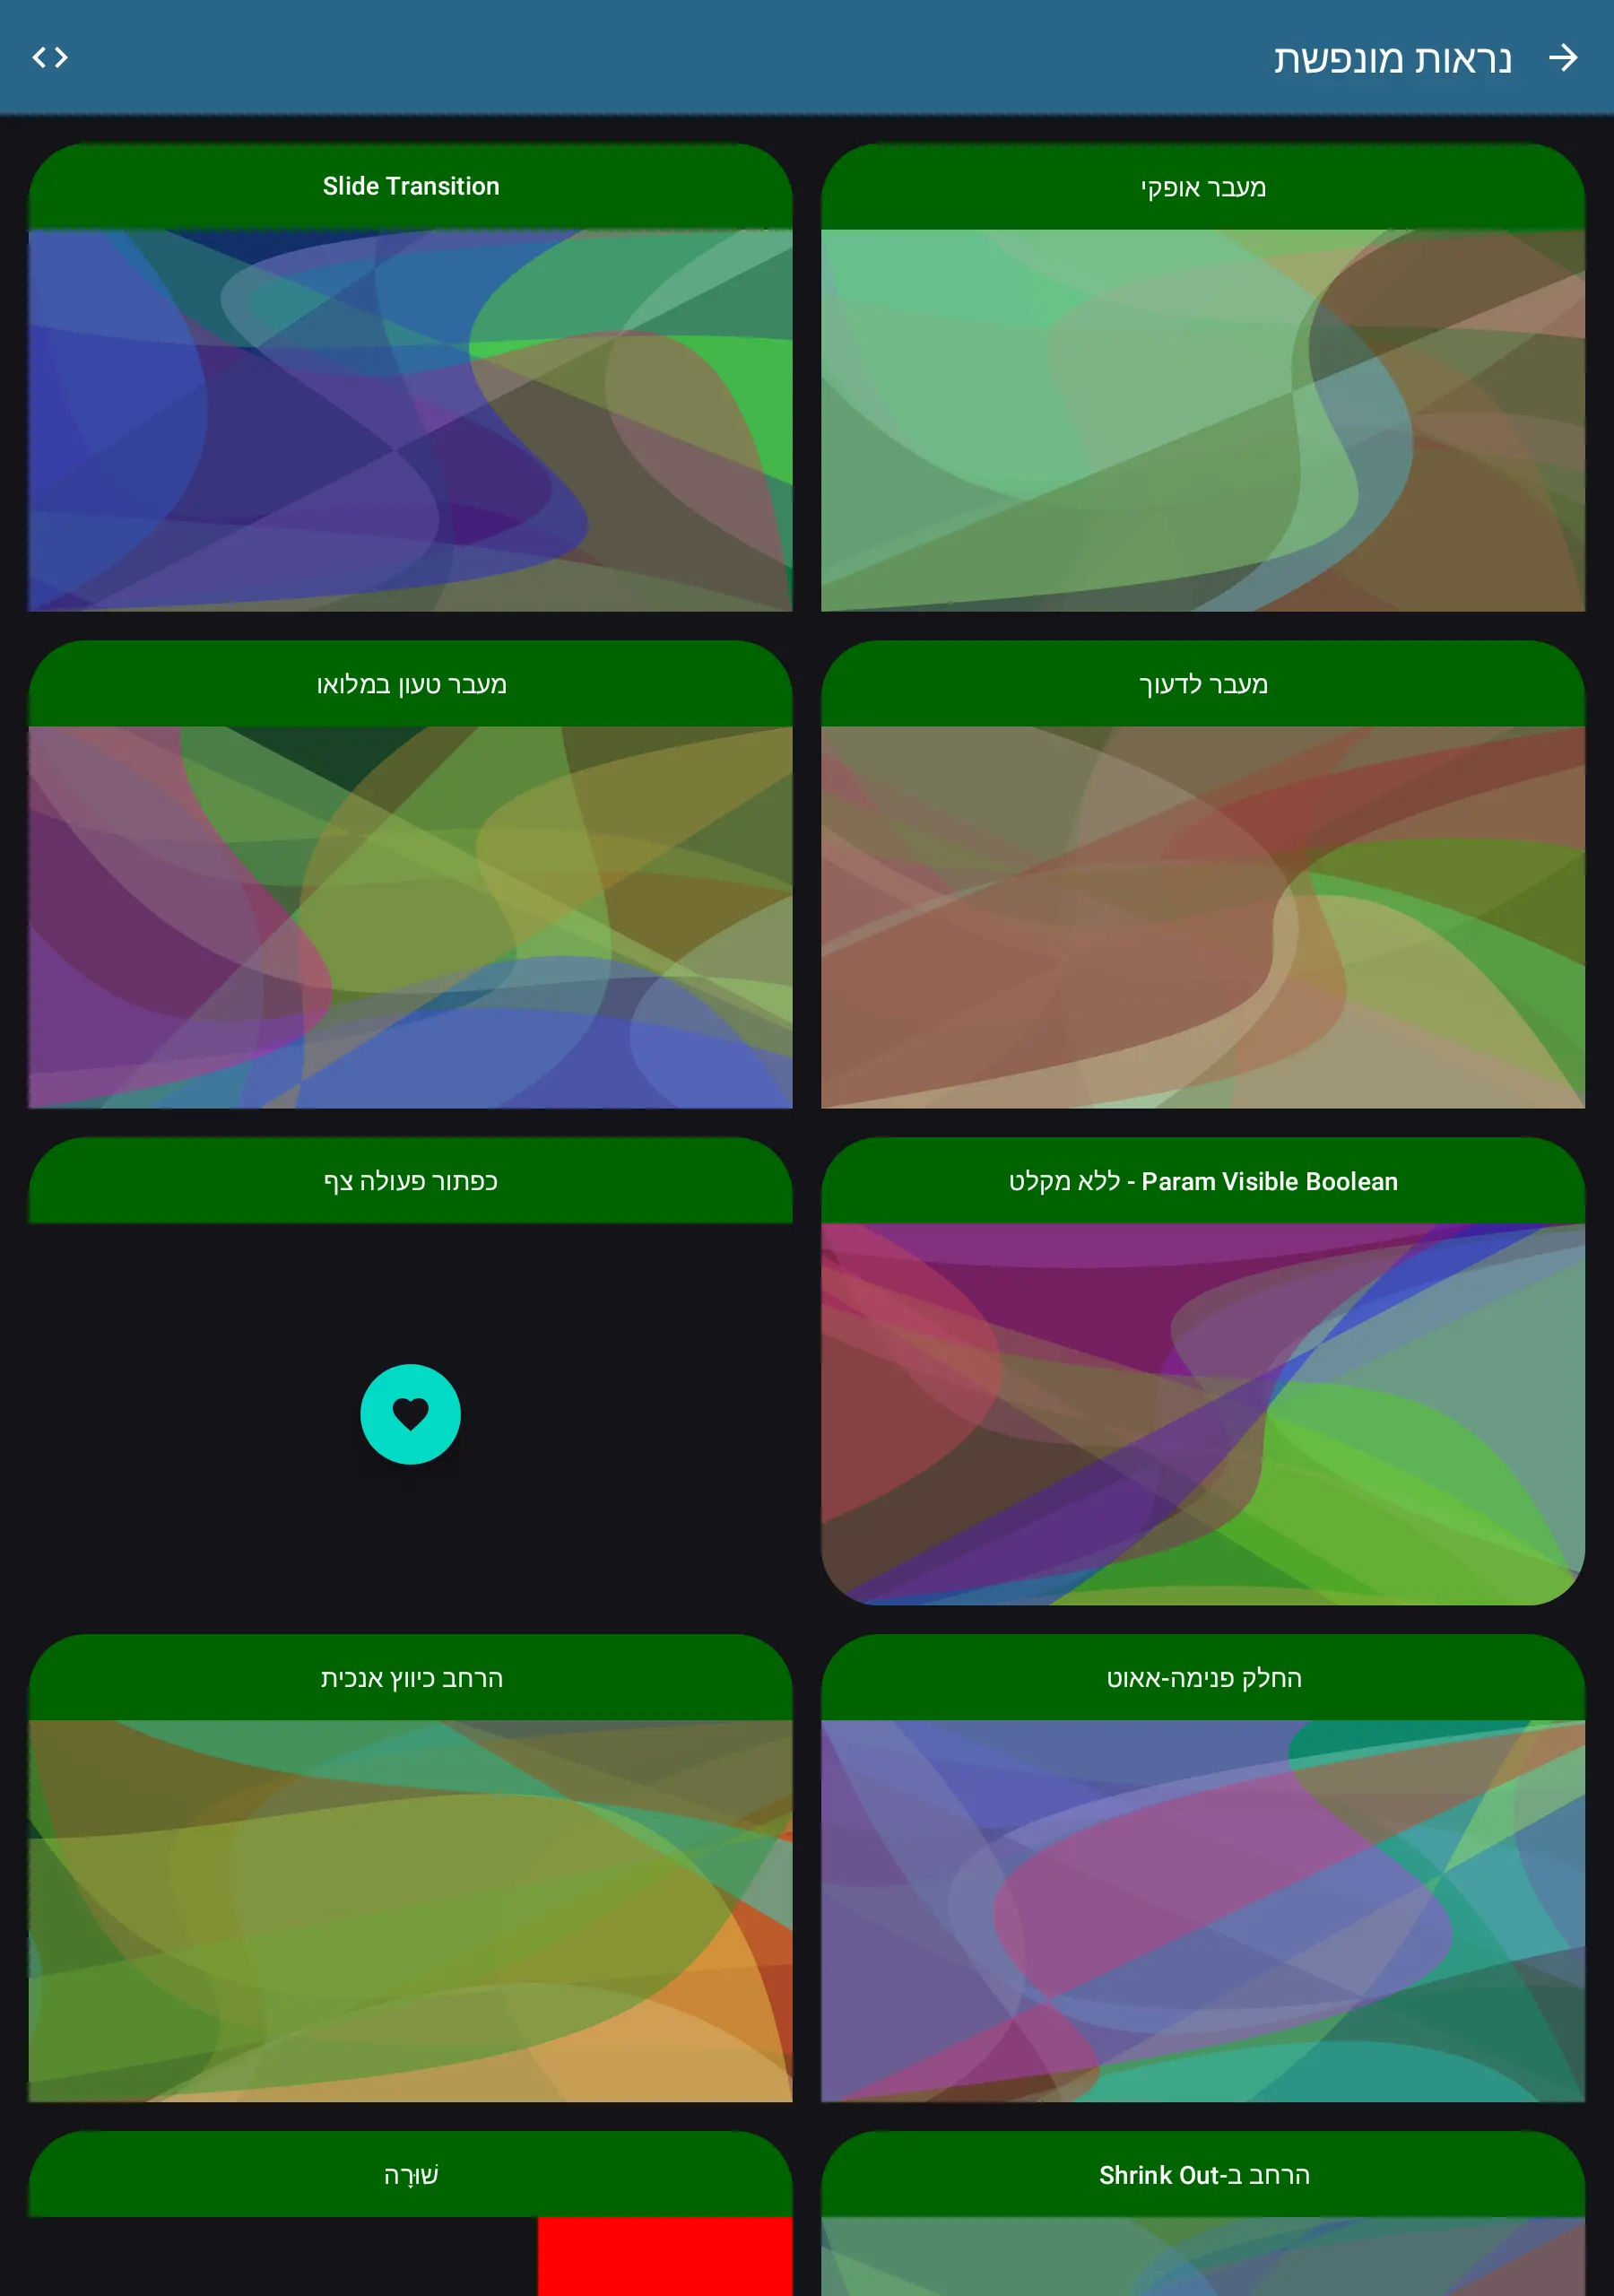 נראות מונפשת
מעבר אופקי
Slide Transition
מעבר לדעוך
מעבר טעון במלואו
Param Visible Boolean - ללא מקלט
כפתור פעולה צף
החלק פנימה-אאוט
הרחב כיווץ אנכית
הרחב ב-Shrink Out
שׁוּרָה